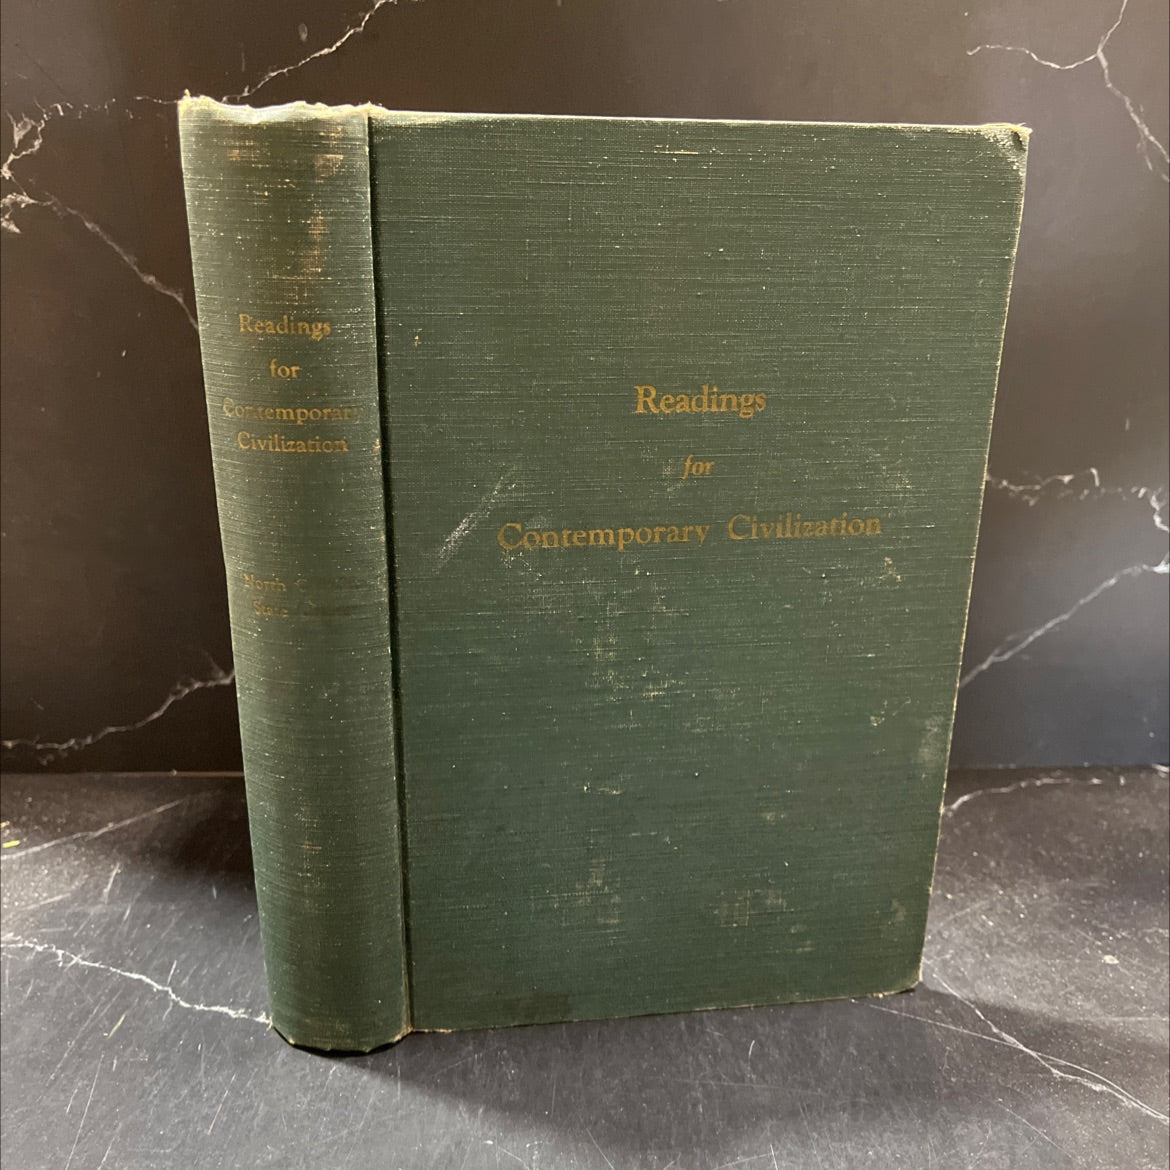 Readings
for
Contemporary
Civilization
North
State
Readings
for
Contemporary Civilization